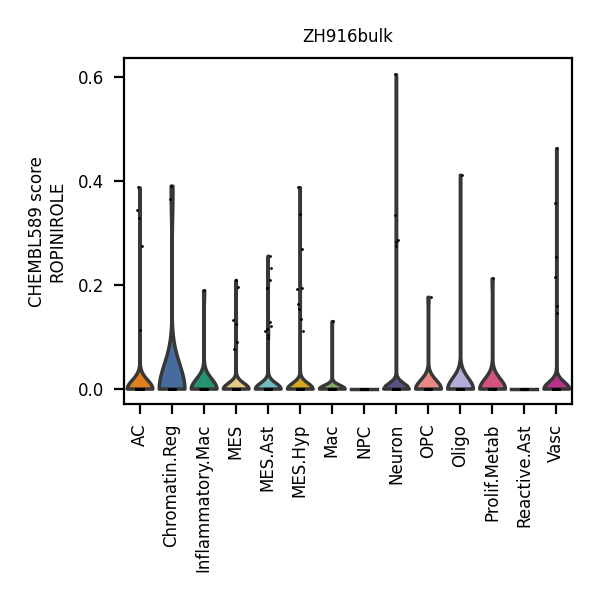 ZH916bulk
CHEMBL589 score
ROPINIROLE
0.6
0.4
0.2
0.0
AC
Chromatin.Reg
Inflammatory.Mac
MES
MES.Ast
MES.Hyp
Mac
NPC
Neuron
OPC
Oligo
Prolif.Metab
Reactive.Ast
Vasc